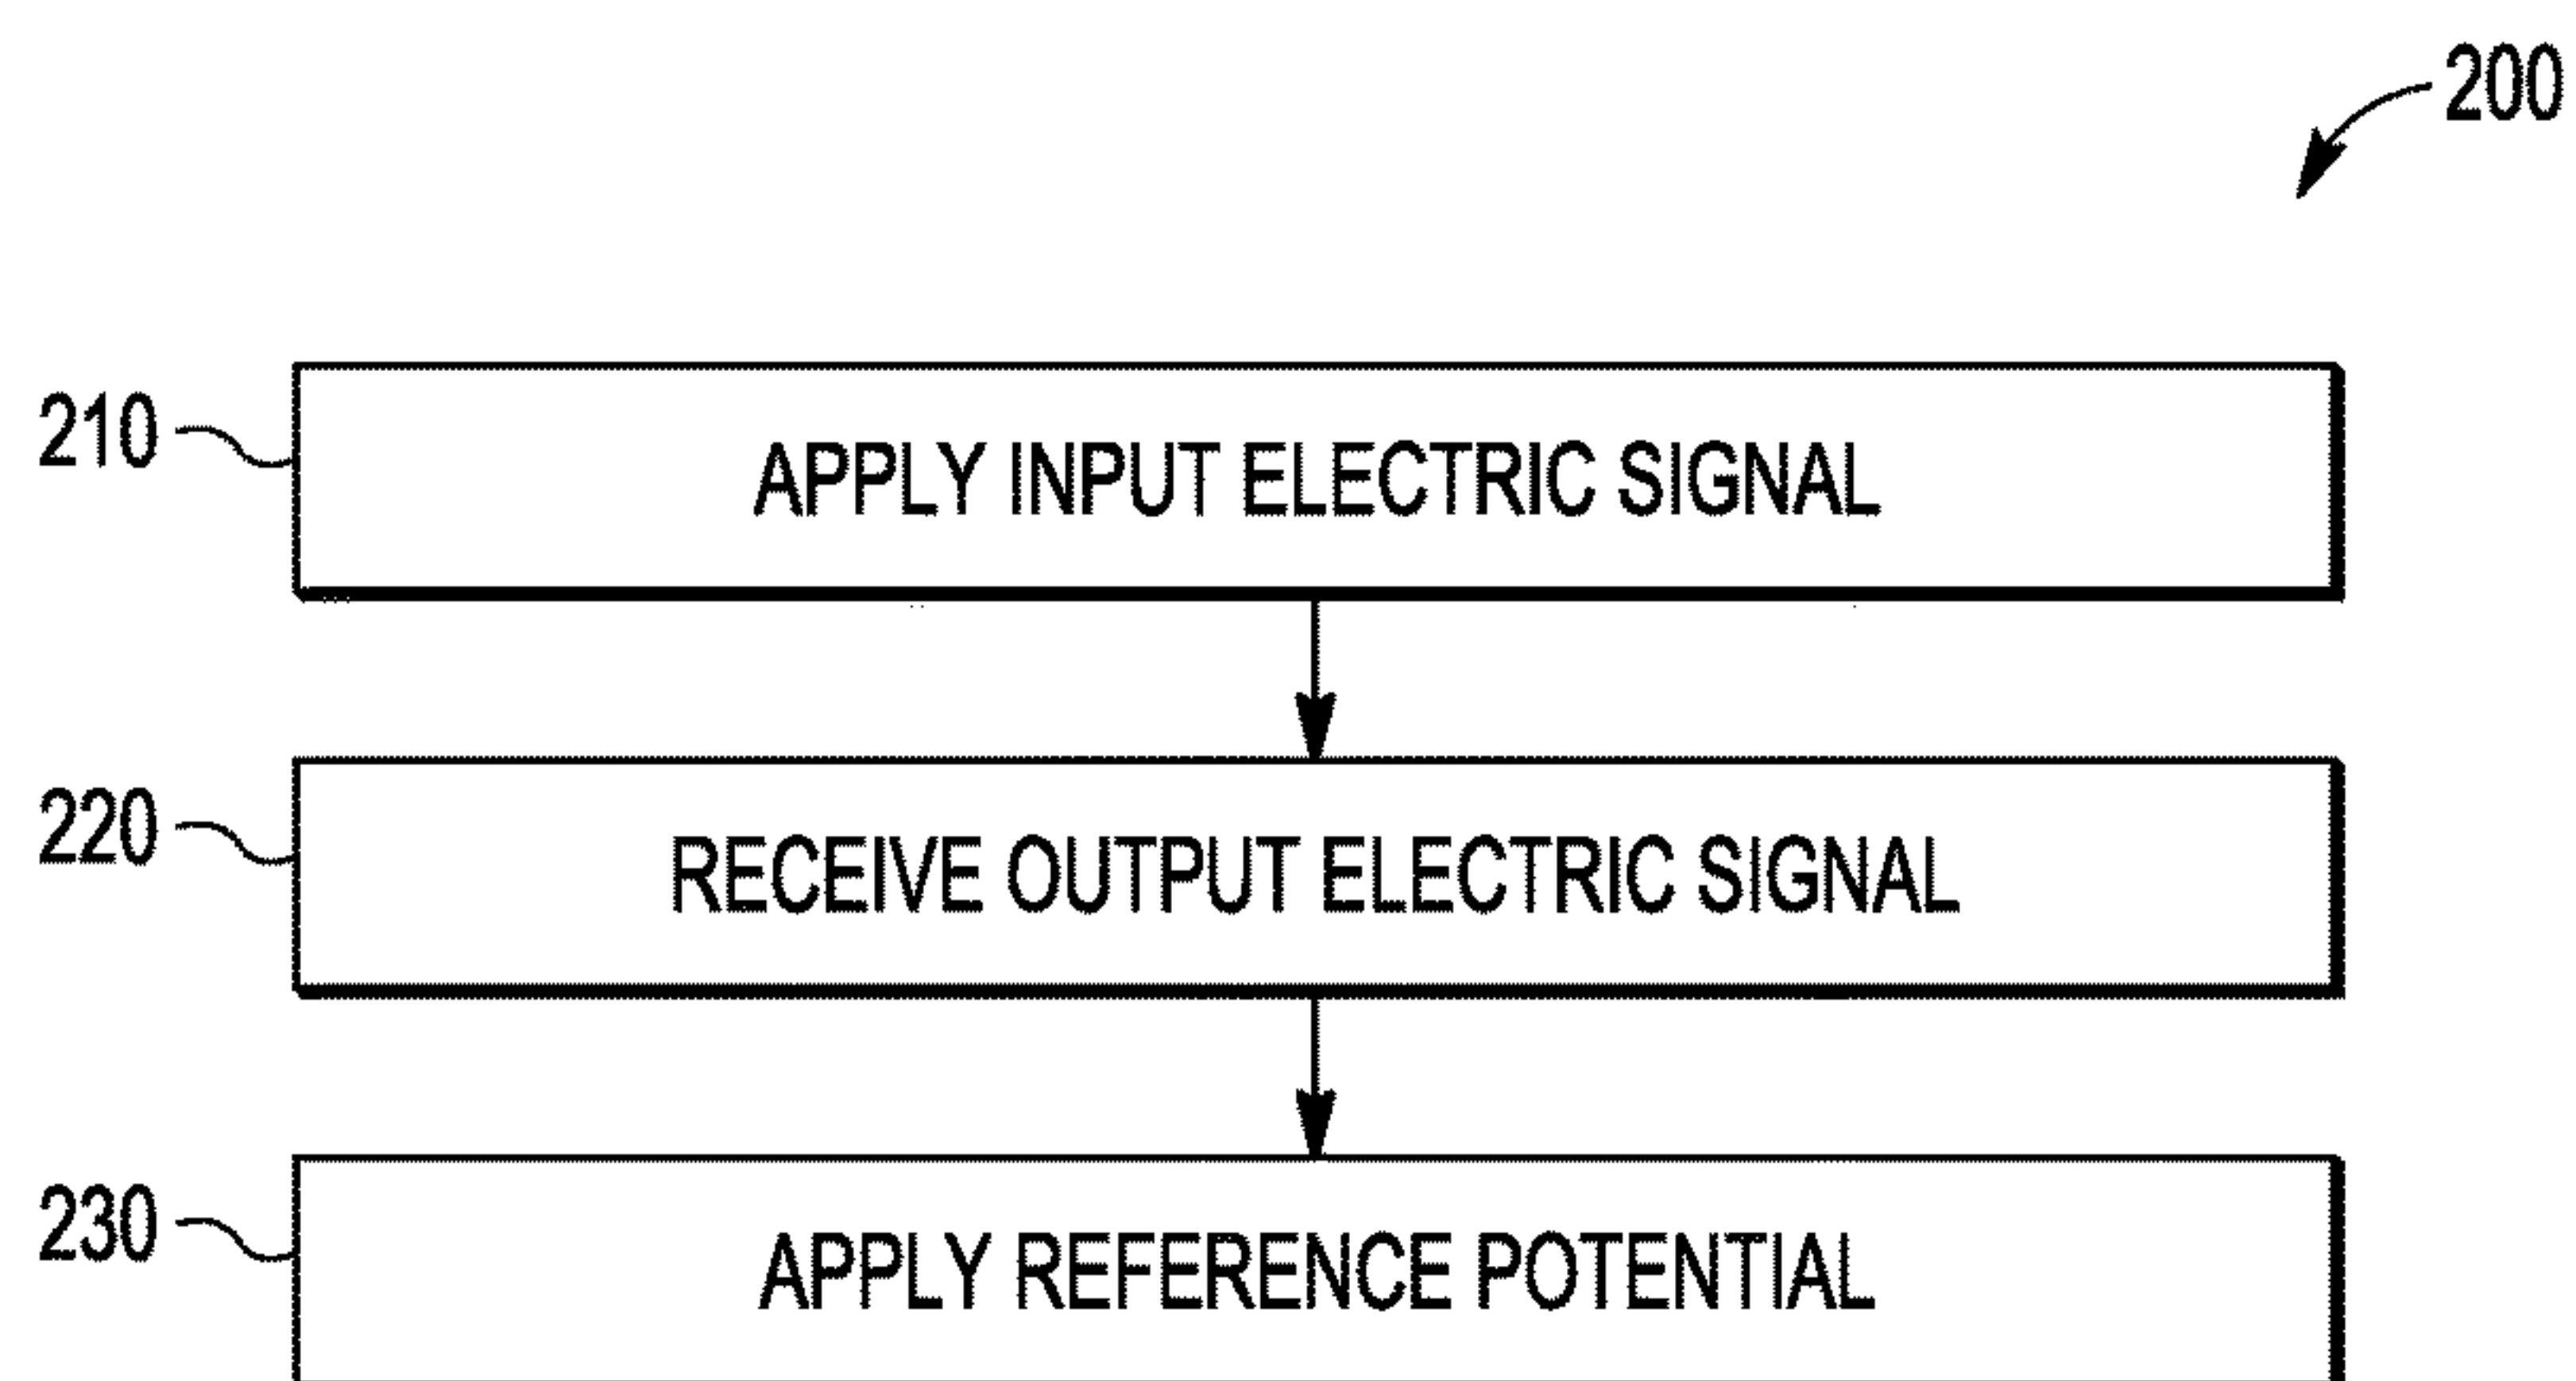 200
210
APPLY INPUT ELECTRIC SIGNAL
220
RECEIVE OUTPUT ELECTRIC SIGNAL
230
APPLY REFERENCE POTENTIAL